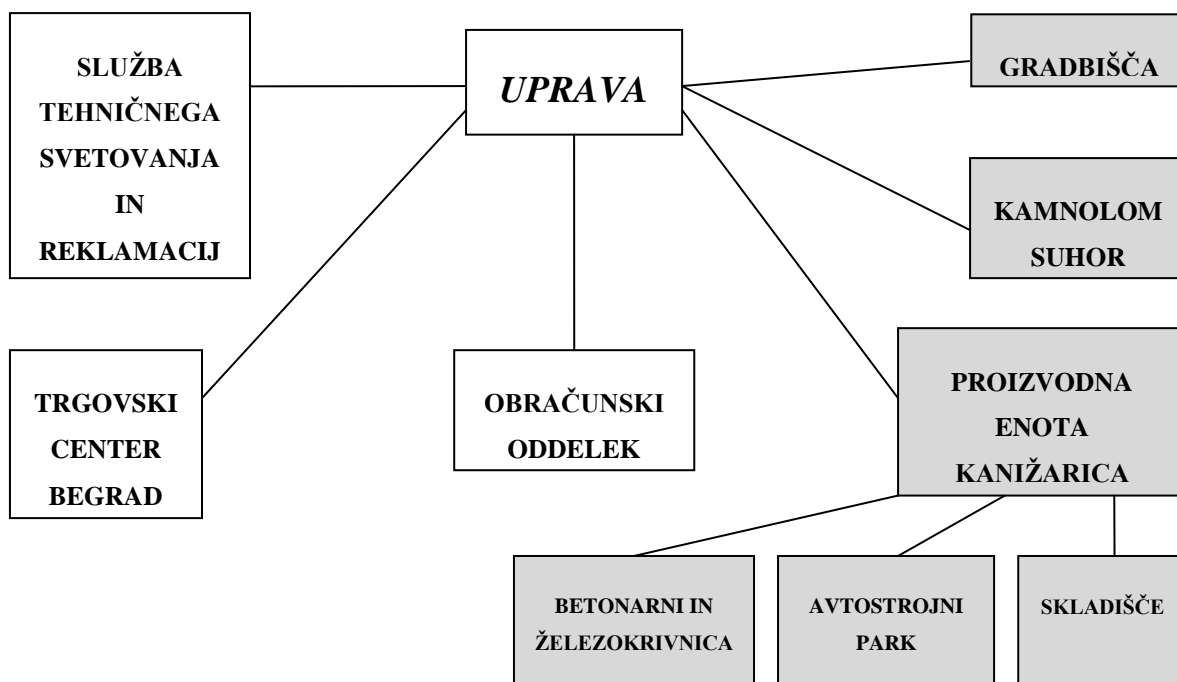 SLUŽBA
TEHNIČNEGA
SVETOVANJA
IN
REKLAMACIJ
UPRAVA
GRADBIŠČA
KAMNOLOM
SUHOR
TRGOVSKI
CENTER
BEGRAD
OBRAČUNSKI
ODDELEK
PROIZVODNA
ENOTA
KANIŽARICA
BETONARNI IN
ŽELEZOKRIVNICA
AVTOSTROJNI
PARK
SKLADIŠČE